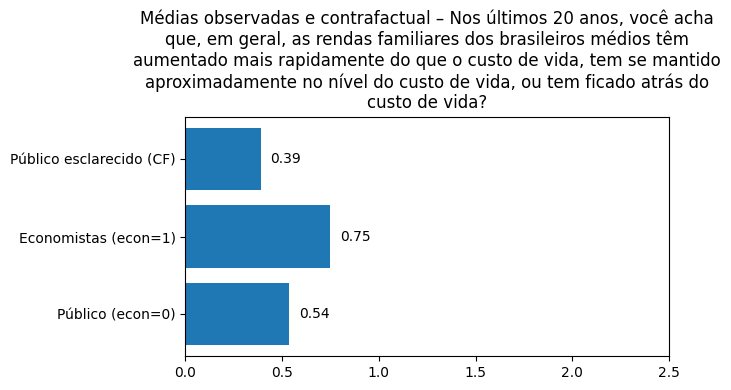 Médias observadas e contrafactual – Nos últimos 20 anos, você acha
que, em geral, as rendas familiares dos brasileiros médios têm
aumentado mais rapidamente do que o custo de vida, tem se mantido
aproximadamente no nível do custo de vida, ou tem ficado atrás do
custo de vida?
Público esclarecido (CF)
0.39
Economistas (econ=1)
0.75
Público (econ=0)
0.54
0.0 0.5 1.0 1.5 2.0 2.5